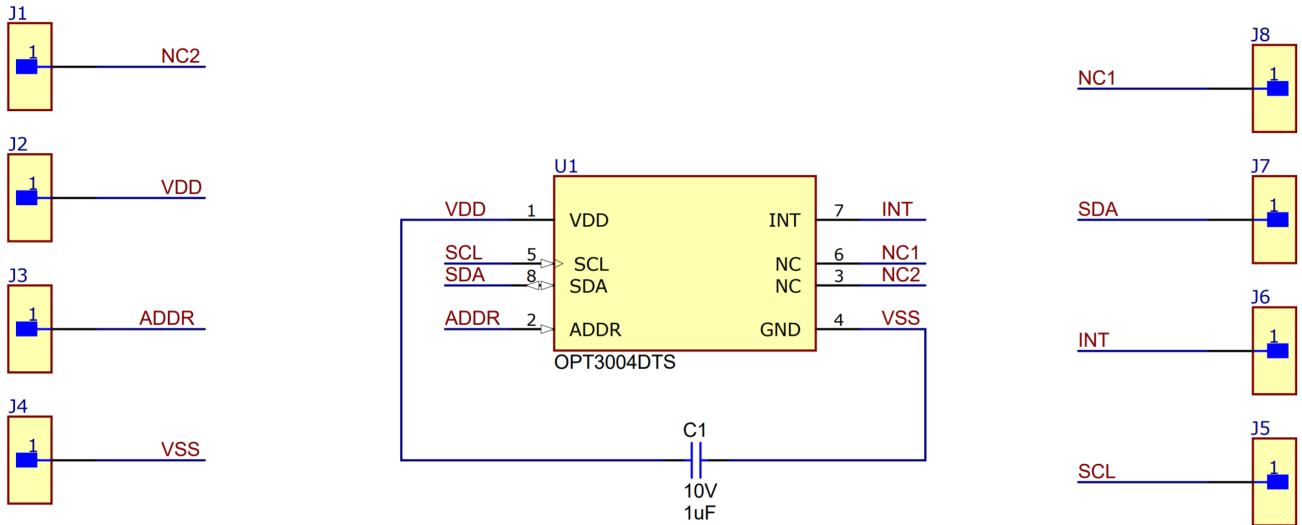 J1
1
NC2
J2
1
VDD
J3
1
ADDR
J4
1
VSS
U1
VDD 1 VDD
SCL 5 SCL
SDA 8 SDA
ADDR 2 ADDR
INT 7 INT
NC 6 NC1
NC 3 NC2
GND 4 VSS
OPT3004DTS
C1
10V
1uF
J8
NC1 1
J7
SDA 1
J6
INT 1
J5
SCL 1